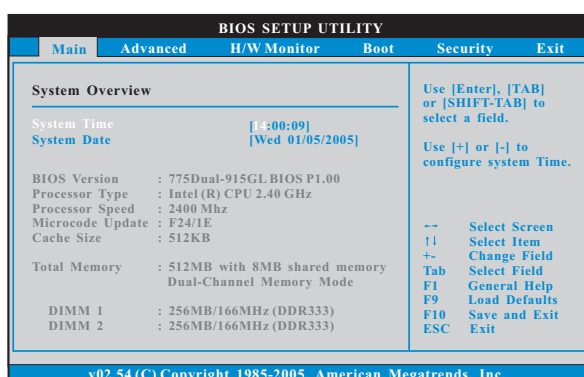 BIOS SETUP UTILITY
Main Advanced H/W Monitor Boot Security Exit
System Overview
System Time [14:00:09]
System Date [Wed 01/05/2005]
BIOS Version : 775Dual-915GL BIOS P1.00
Processor Type : Intel (R) CPU 2.40 GHz
Processor Speed : 2400 Mhz
Microcode Update : F24/1E
Cache Size : 512KB
Total Memory : 512MB with 8MB shared memory
Dual-Channel Memory Mode
DIMM 1 : 256MB/166MHz (DDR333)
DIMM 2 : 256MB/166MHz (DDR333)
Use [Enter], [TAB]
or [SHIFT-TAB] to
select a field.
Use [+] or [-] to
configure system Time.
←→ Select Screen
↑↓ Select Item
+- Change Field
Tab Select Field
F1 General Help
F9 Load Defaults
F10 Save and Exit
ESC Exit
v02.54 (C) Copyright 1985-2005, American Megatrends, Inc.